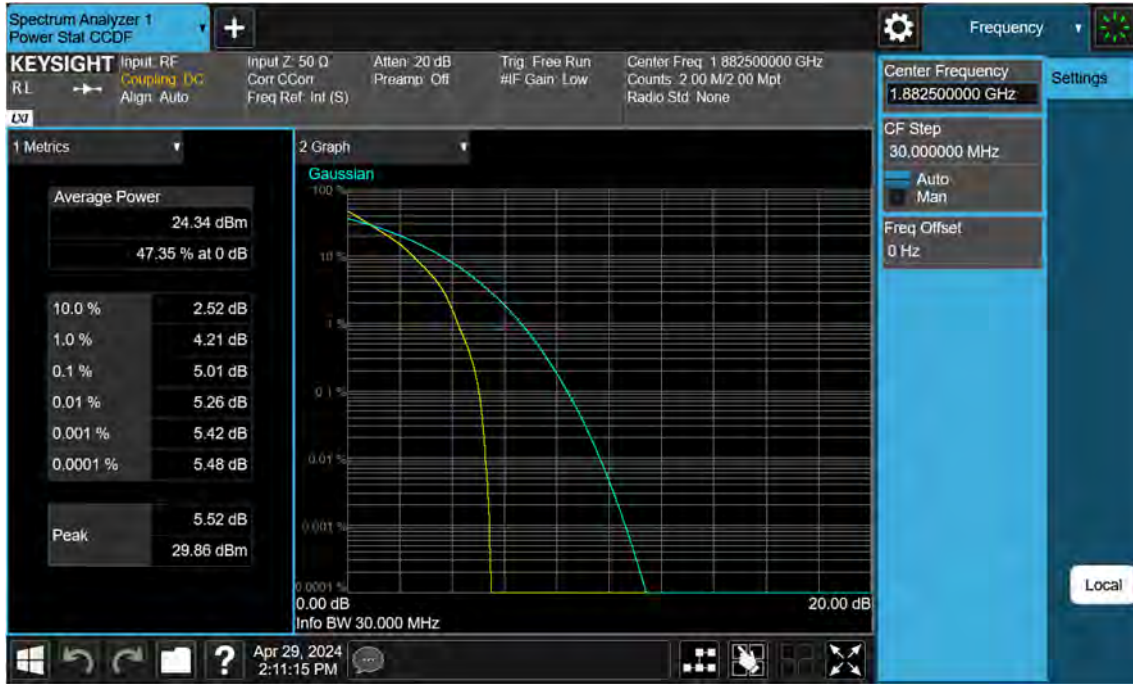 Spectrum Analyzer 1
Power Stat CCDF
Frequency
KEYSIGHT
Input: RF
Coupling: DC
Align: Auto
RL
LXI
Input Z: 50 Ω
Corr CCorr
Freq Ref: Int (S)
Atten: 20 dB
Preamp: Off
Trig: Free Run
#IF Gain: Low
Center Freq: 1.882500000 GHz
Counts: 2.00 M/2.00 Mpt
Radio Std: None
Center Frequency
1.882500000 GHz
Settings
CF Step
30.000000 MHz
Auto
Man
Freq Offset
0 Hz
1 Metrics
Average Power
24.34 dBm
47.35 % at 0 dB
10.0 % 2.52 dB
1.0 % 4.21 dB
0.1 % 5.01 dB
0.01 % 5.26 dB
0.001 % 5.42 dB
0.0001 % 5.48 dB
Peak
5.52 dB
29.86 dBm
2 Graph
Gaussian
100 %
10 %
1 %
0.1 %
0.01 %
0.001 %
0.0001 %
0.00 dB
20.00 dB
Info BW 30.000 MHz
Local
?
Apr 29, 2024
2:11:15 PM